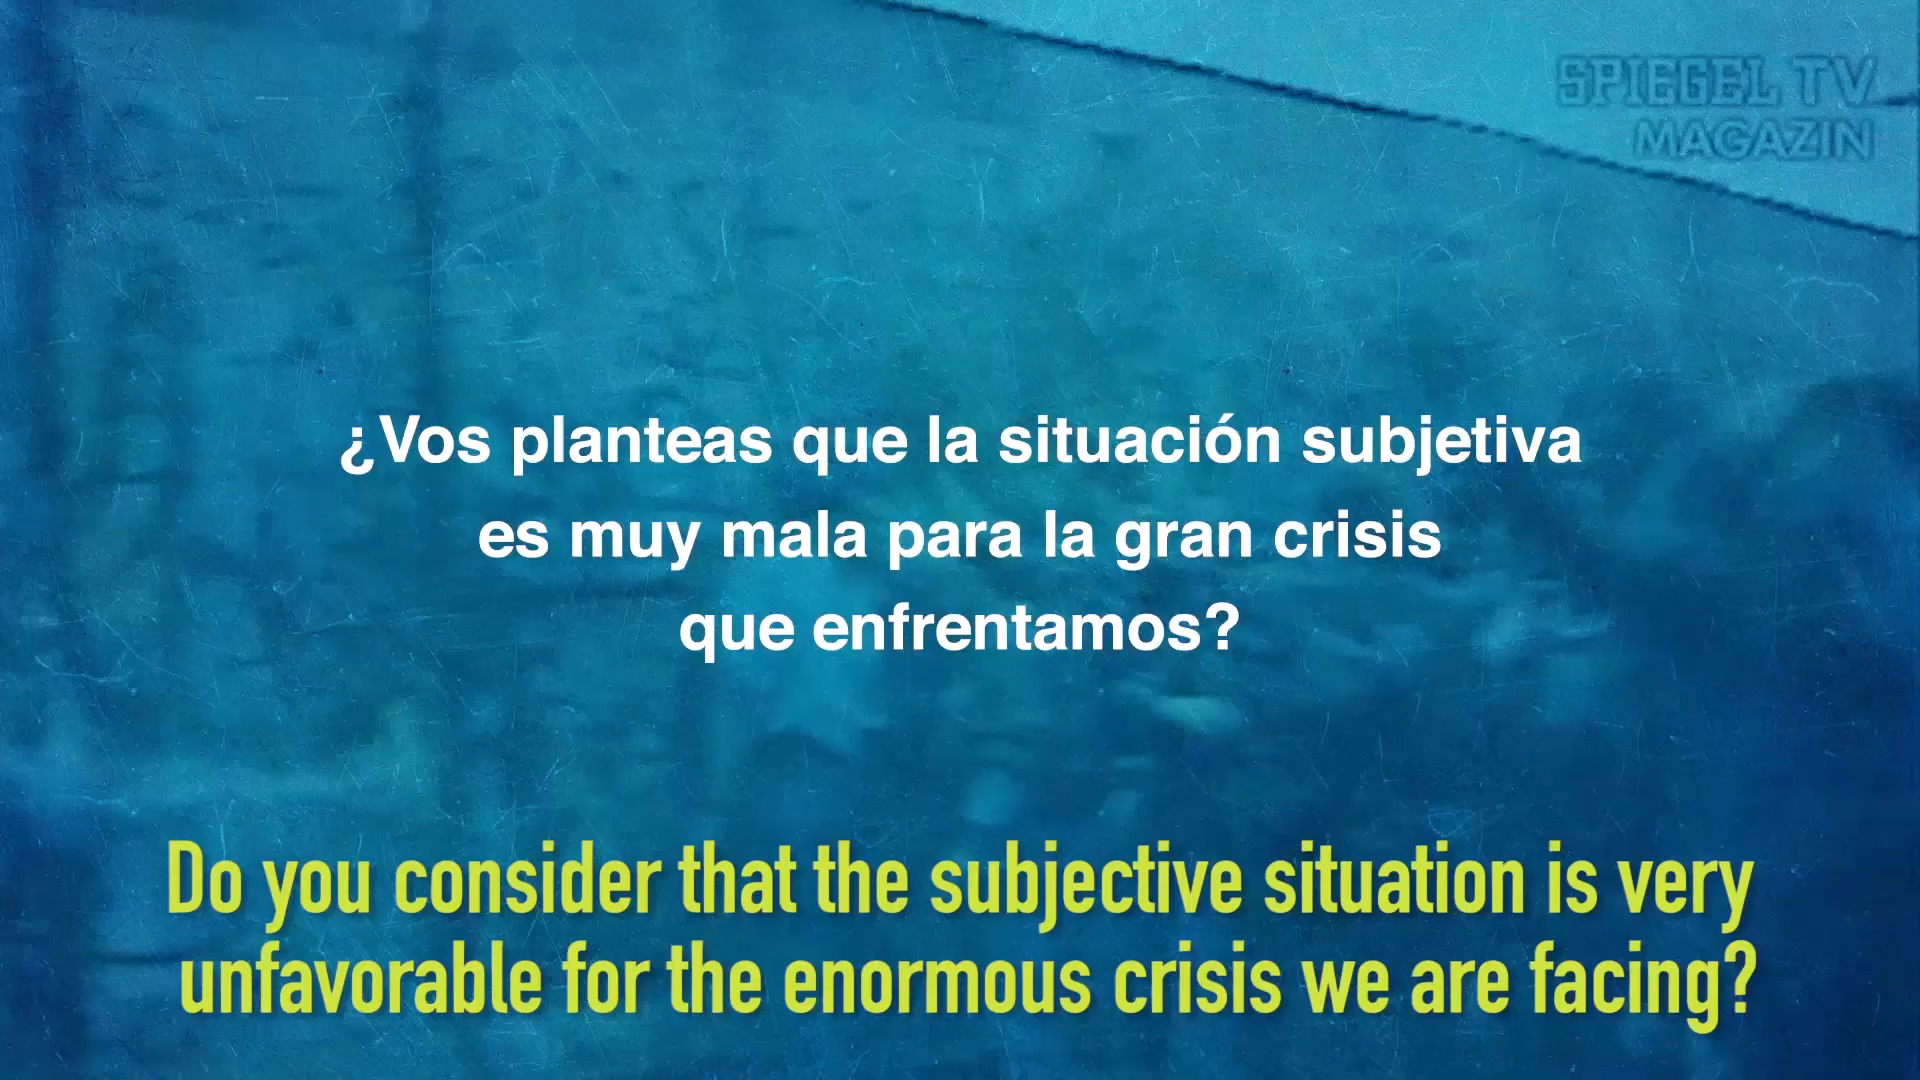 SPIEGEL TV
MAGAZIN
¿Vos planteas que la situación subjetiva
es muy mala para la gran crisis
que enfrentamos?
Do you consider that the subjective situation is very
unfavorable for the enormous crisis we are facing?